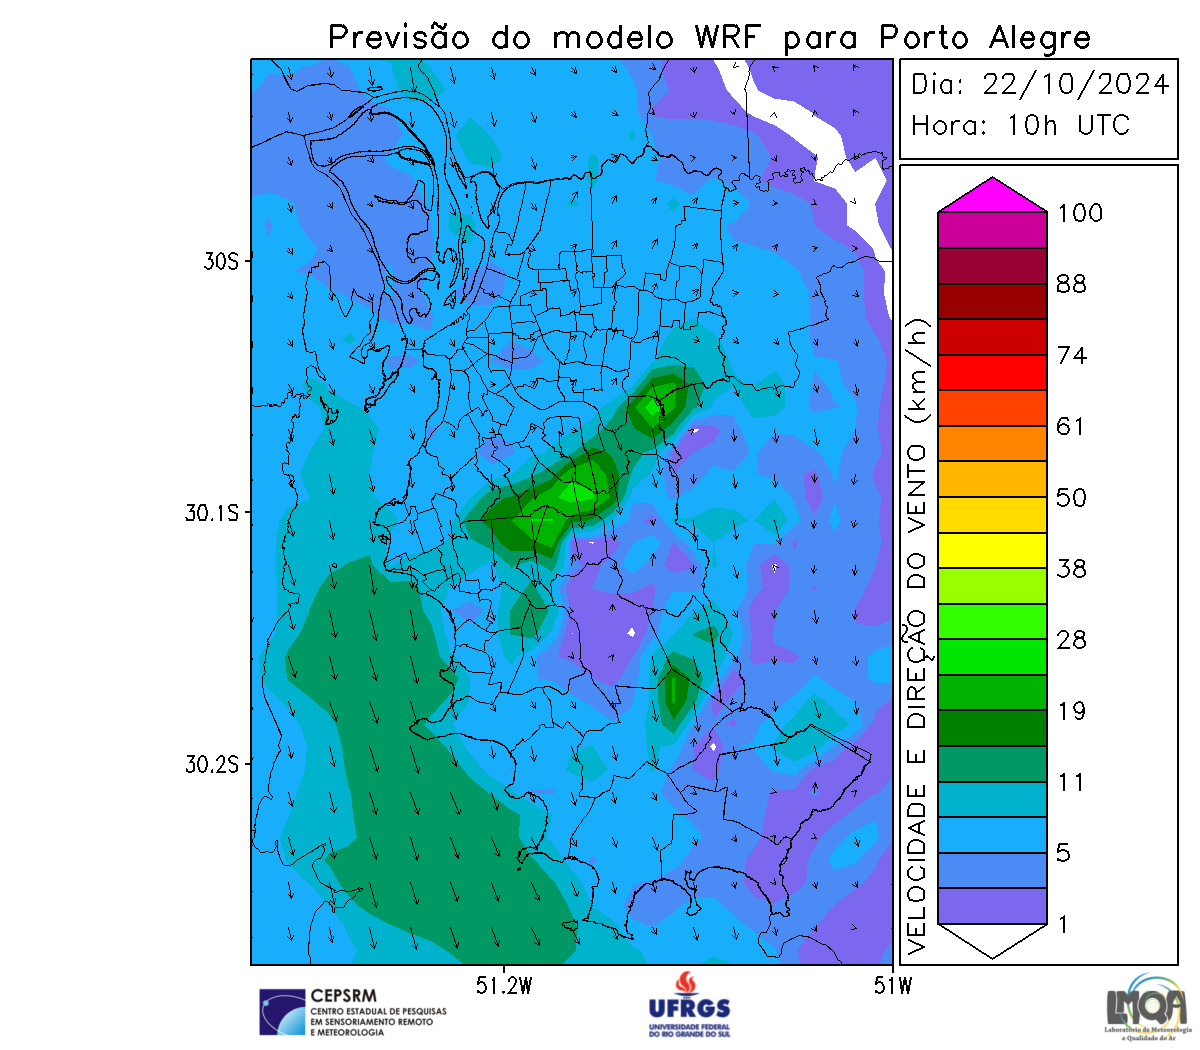 Previsão do modelo WRF para Porto Alegre
Dia: 22/10/2024
Hora: 10h UTC
30S
30.1S
30.2S
51.2W
51W
VELOCIDADE E DIREÇÃO DO VENTO (km/h)
100
88
74
61
50
38
28
19
11
5
1
CEPSRM
CENTRO ESTADUAL DE PESQUISAS
EM SENSORIAMENTO REMOTO
E METEOROLOGIA
UFRGS
UNIVERSIDADE FEDERAL
DO RIO GRANDE DO SUL
LMQA
Laboratório de Meteorologia
e Qualidade do Ar